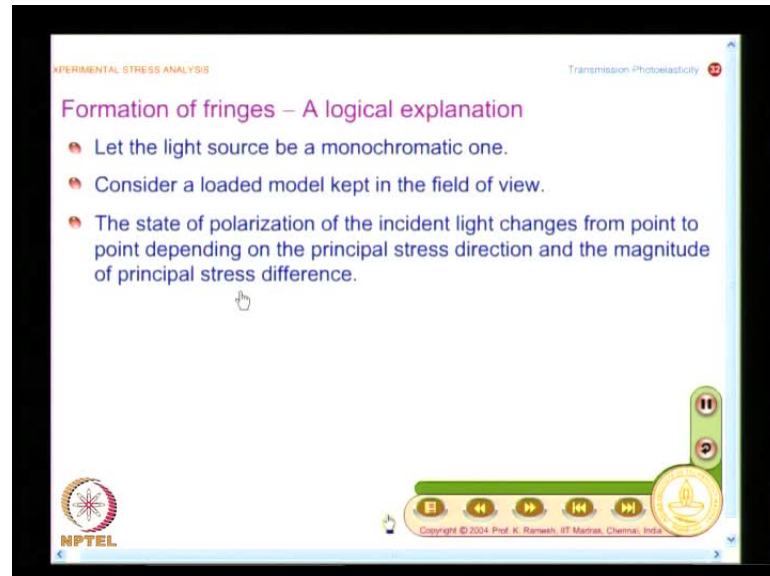 XPERIMENTAL STRESS ANALYSIS
Transmission Photoelasticity 32
Formation of fringes – A logical explanation
Let the light source be a monochromatic one.
Consider a loaded model kept in the field of view.
The state of polarization of the incident light changes from point to
point depending on the principal stress direction and the magnitude
of principal stress difference.
NPTEL
Copyright © 2004 Prof. K. Ramesh, IIT Madras, Chennai, India